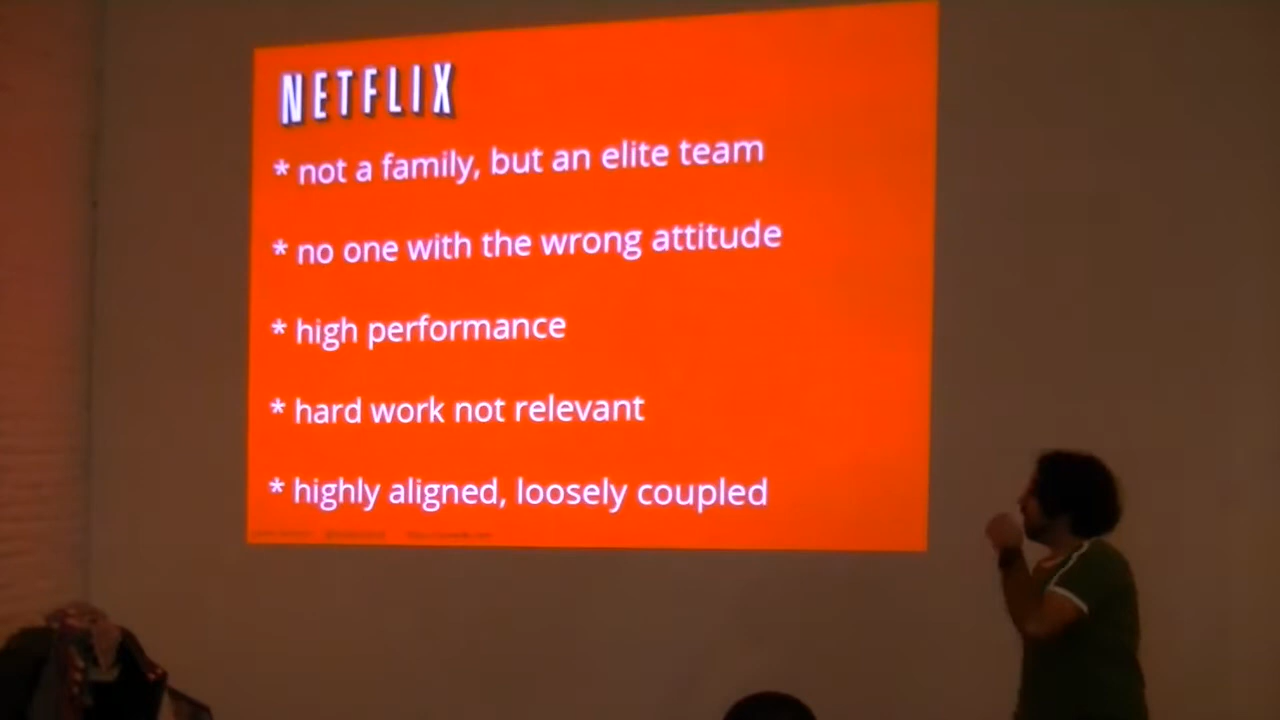 NETFLIX
* not a family, but an elite team
* no one with the wrong attitude
* high performance
* hard work not relevant
* highly aligned, loosely coupled